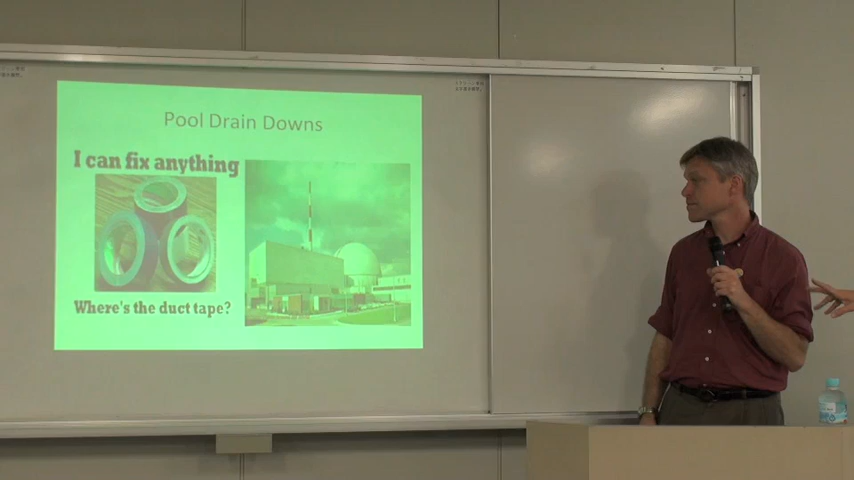 Pool Drain Downs
I can fix anything
Where's the duct tape?